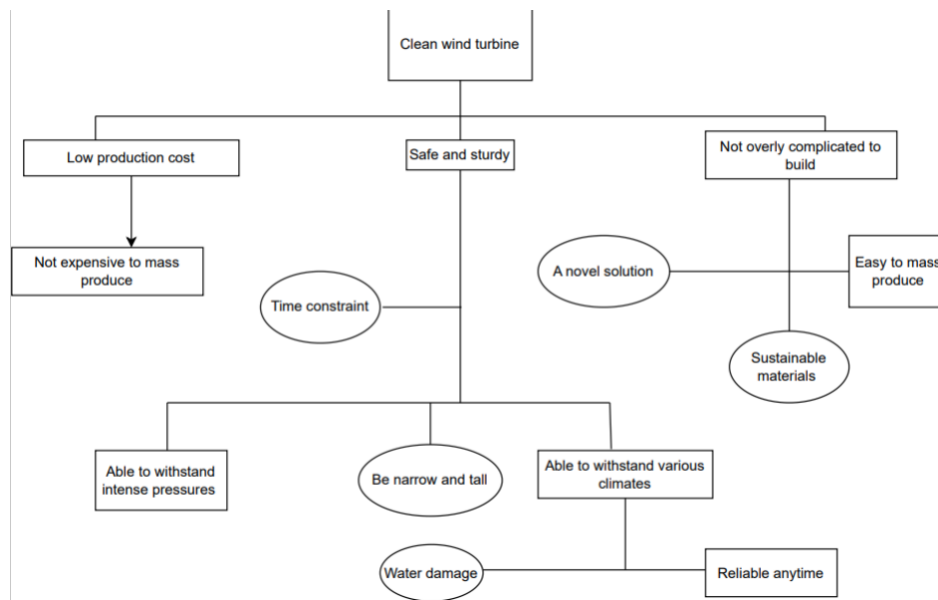 Clean wind turbine
Low production cost
Safe and sturdy
Not overly complicated to
build
Not expensive to mass
produce
Time constraint
A novel solution
Easy to mass
produce
Sustainable
materials
Able to withstand
intense pressures
Be narrow and tall
Able to withstand various
climates
Water damage
Reliable anytime